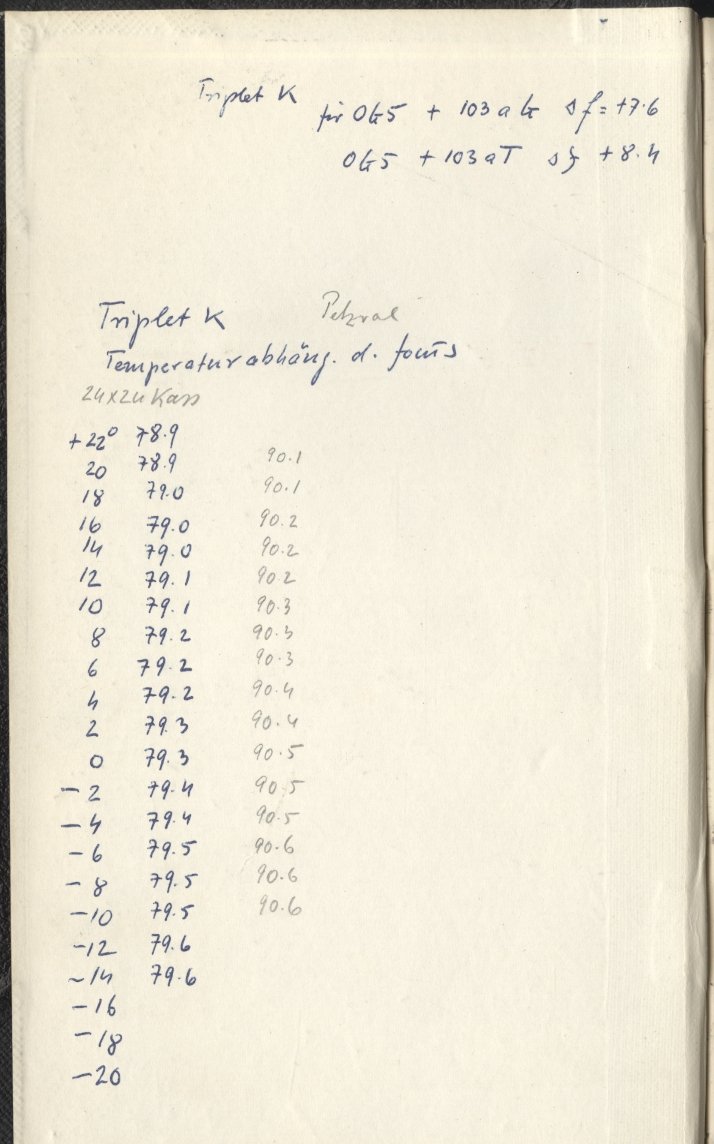 Triplet K für OG5 + 103 a G Δf = +7.6
OG5 + 103 a T Δf +8.4
Triplet K Petzval
Temperaturabhäng. d. focus
24x24 Kass
+22° 78.9
20 78.9 90.1
18 79.0 90.1
16 79.0 90.2
14 79.0 90.2
12 79.1 90.2
10 79.1 90.3
8 79.2 90.3
6 79.2 90.3
4 79.2 90.4
2 79.3 90.4
0 79.3 90.5
-2 79.4 90.5
-4 79.4 90.5
-6 79.5 90.6
-8 79.5 90.6
-10 79.5 90.6
-12 79.6
-14 79.6
-16
-18
-20